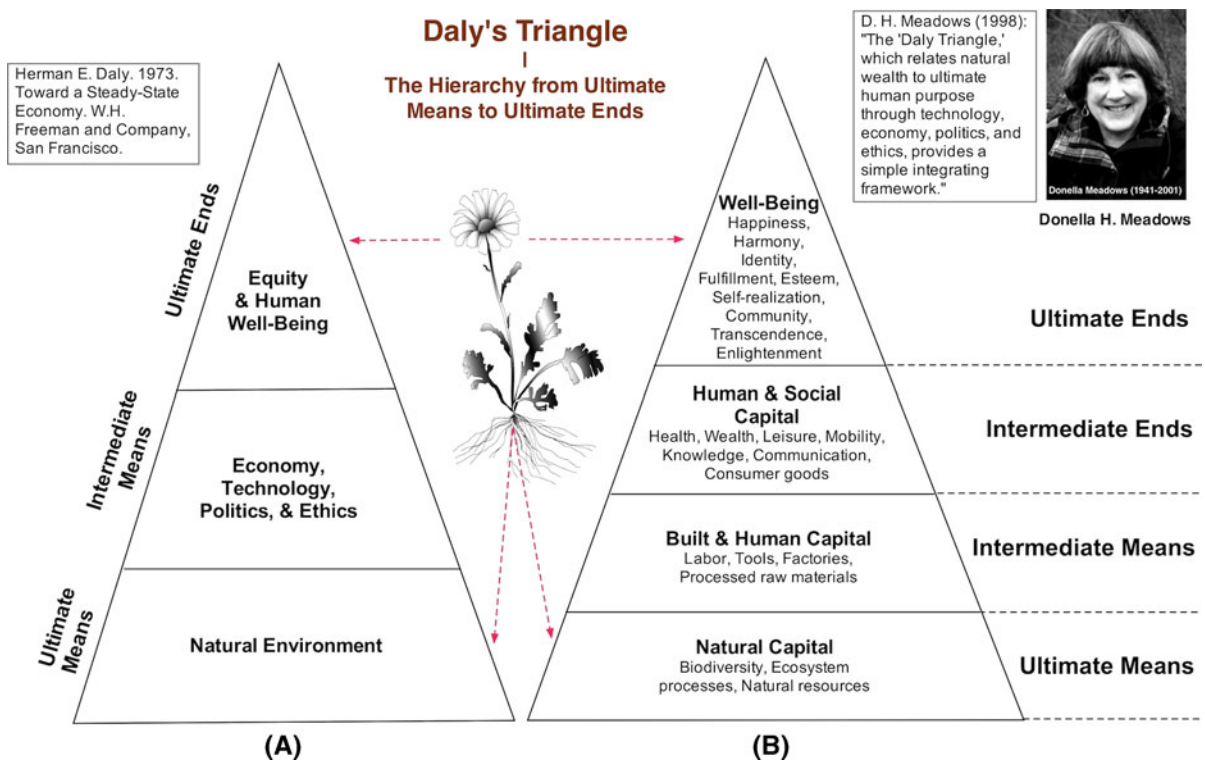 Daly's Triangle
The Hierarchy from Ultimate
Means to Ultimate Ends
Herman E. Daly. 1973.
Toward a Steady-State
Economy. W.H.
Freeman and Company,
San Francisco.
D. H. Meadows (1998):
"The 'Daly Triangle,'
which relates natural
wealth to ultimate
human purpose
through technology,
economy, politics, and
ethics, provides a
simple integrating
framework."
Donella Meadows (1941-2001)
Donella H. Meadows
Ultimate Ends
Equity
& Human
Well-Being
Intermediate
Means
Economy,
Technology,
Politics, & Ethics
Ultimate
Means
Natural Environment
(A)
Well-Being
Happiness,
Harmony,
Identity,
Fulfillment, Esteem,
Self-realization,
Community,
Transcendence,
Enlightenment
Ultimate Ends
Human & Social
Capital
Health, Wealth, Leisure, Mobility,
Knowledge, Communication,
Consumer goods
Intermediate Ends
Built & Human Capital
Labor, Tools, Factories,
Processed raw materials
Intermediate Means
Natural Capital
Biodiversity, Ecosystem
processes, Natural resources
Ultimate Means
(B)